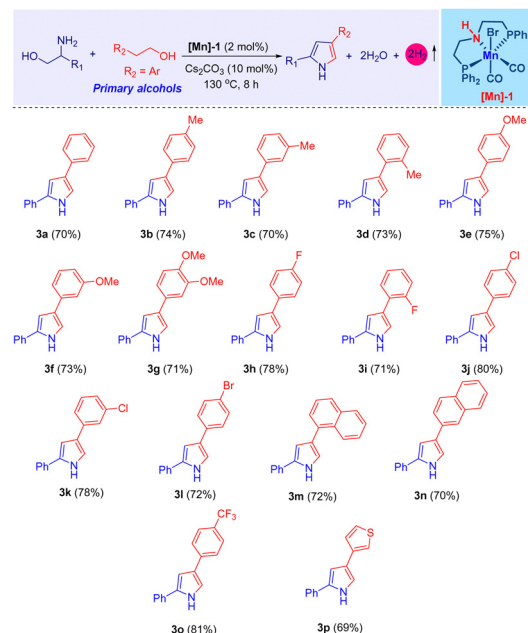 NH₂
HO
R₁
+
R₂
OH
R₂ = Ar
Primary alcohols
[Mn]-1 (2 mol%)
Cs₂CO₃ (10 mol%)
130 ºC, 8 h
R₂
R₁
N
H
+ 2H₂O + 2H₂
Br
H
N
PPh₂
Mn
P
Ph₂
CO
CO
[Mn]-1
Ph
N
H
3a (70%)
Me
Ph
N
H
3b (74%)
Me
Ph
N
H
3c (70%)
Me
Ph
N
H
3d (73%)
OMe
Ph
N
H
3e (75%)
OMe
Ph
N
H
3f (73%)
OMe
OMe
Ph
N
H
3g (71%)
F
Ph
N
H
3h (78%)
F
Ph
N
H
3i (71%)
Cl
Ph
N
H
3j (80%)
Cl
Ph
N
H
3k (78%)
Br
Ph
N
H
3l (72%)
Ph
N
H
3m (72%)
Ph
N
H
3n (70%)
CF₃
Ph
N
H
3o (81%)
S
Ph
N
H
3p (69%)